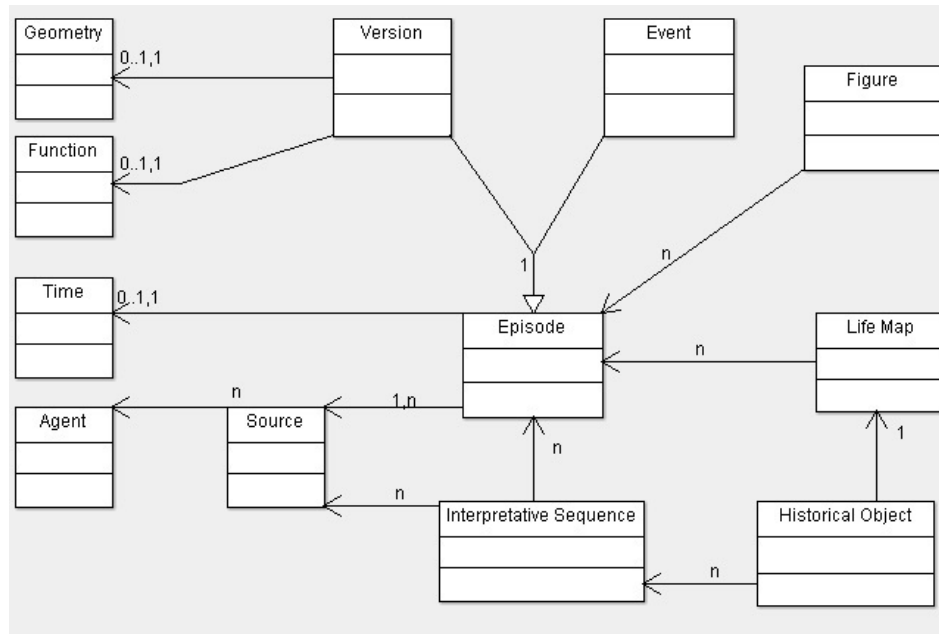 Geometry
Version
Event
Figure
0..1,1
Function
0..1,1
n
1
Time
0..1,1
Episode
Life Map
n
n
1,n
Agent
Source
1
n
n
Interpretative Sequence
Historical Object
n